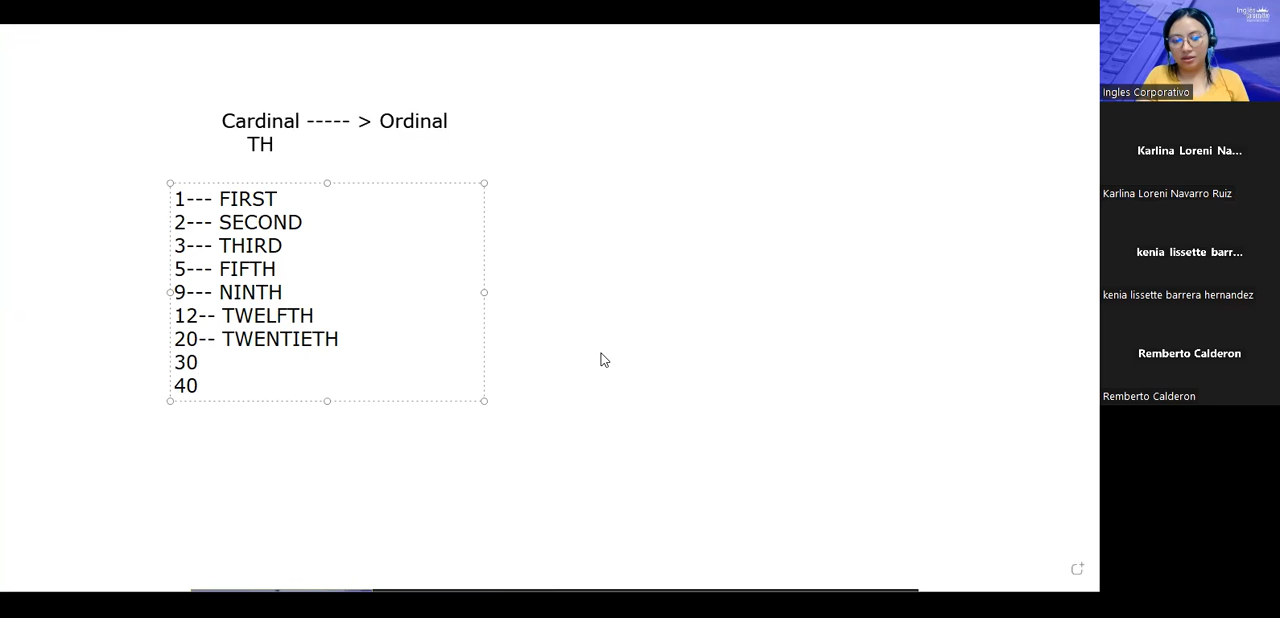 Cardinal ----- > Ordinal
TH
1--- FIRST
2--- SECOND
3--- THIRD
5--- FIFTH
9--- NINTH
12-- TWELFTH
20-- TWENTIETH
30
40
Ingles Corporativo
Karlina Loreni Na...
Karlina Loreni Navarro Ruiz
kenia lissette barr...
kenia lissette barrera hernandez
Remberto Calderon
Remberto Calderon